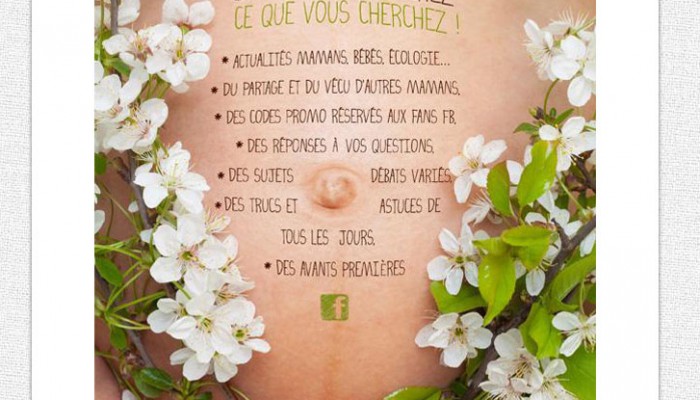 CE QUE VOUS CHERCHEZ !
* ACTUALITÉS MAMANS, BÉBÉS, ÉCOLOGIE...
* DU PARTAGE ET DU VÉCU D'AUTRES MAMANS,
* DES CODES PROMO RÉSERVÉS AUX FANS FB,
* DES RÉPONSES À VOS QUESTIONS,
* DES SUJETS DÉBATS VARIÉS,
* DES TRUCS ET ASTUCES DE
TOUS LES JOURS,
* DES AVANTS PREMIÈRES
f